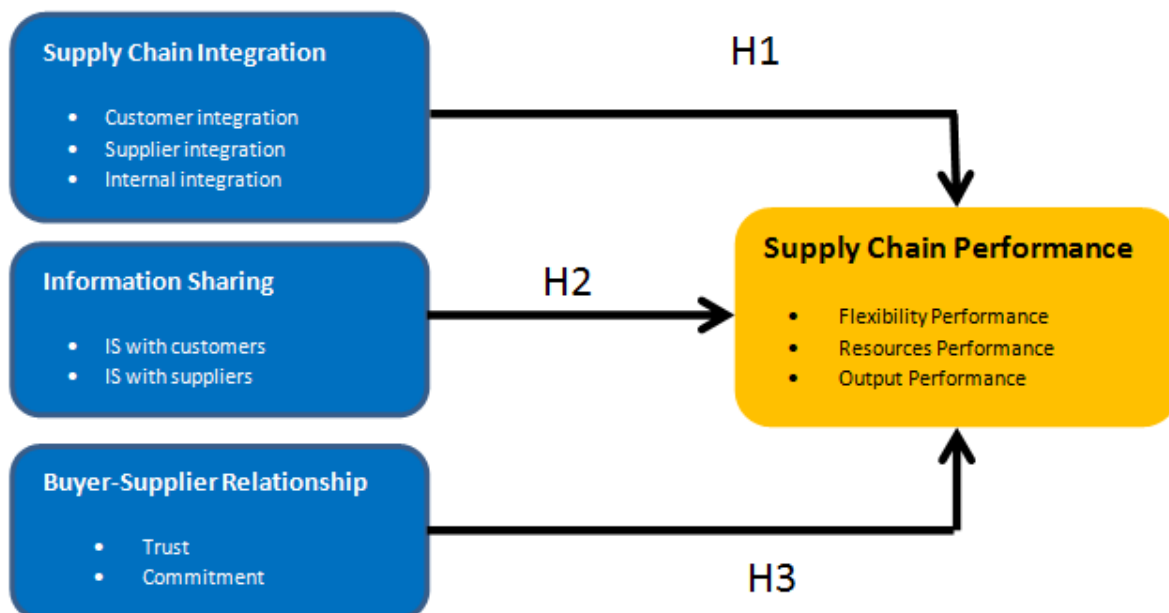 Supply Chain Integration
• Customer integration
• Supplier integration
• Internal integration
H1
Information Sharing
• IS with customers
• IS with suppliers
H2
Supply Chain Performance
• Flexibility Performance
• Resources Performance
• Output Performance
Buyer-Supplier Relationship
• Trust
• Commitment
H3